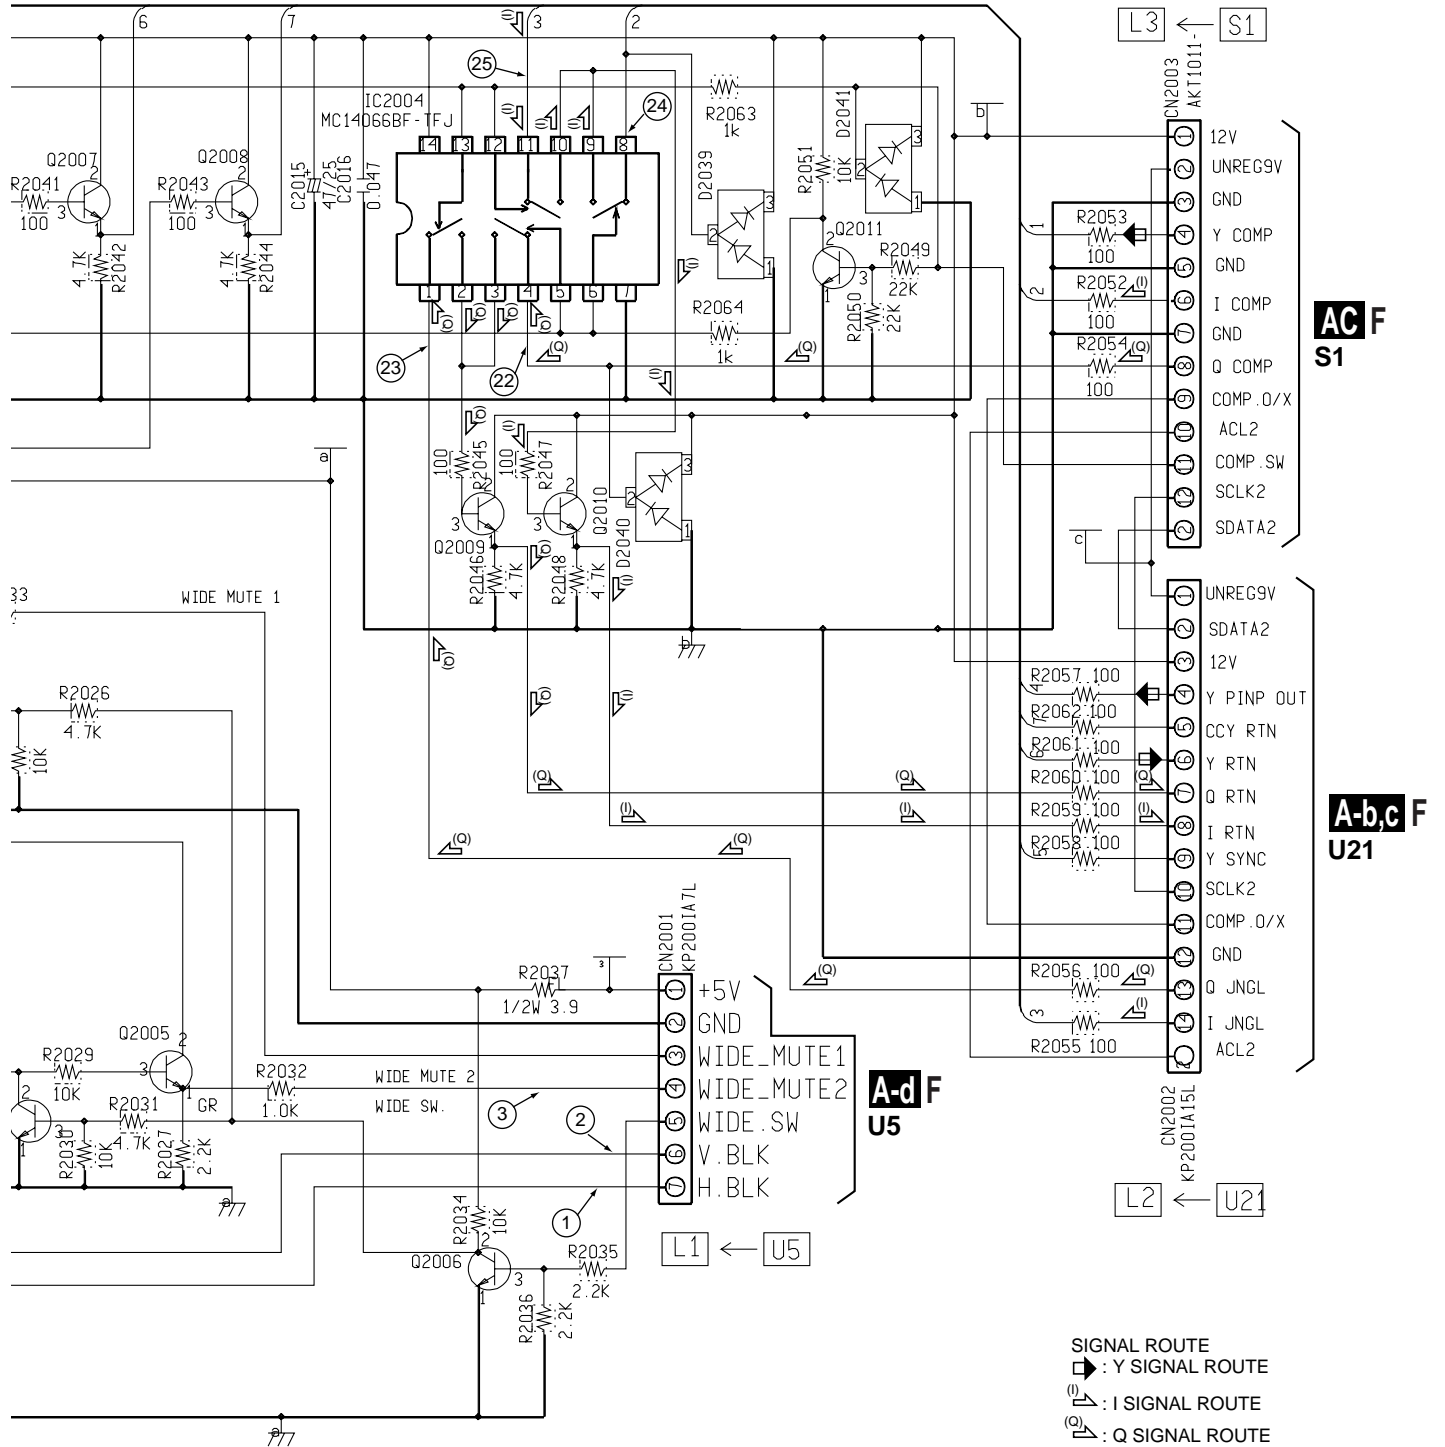 6
7
3
2
L3
S1
CN2003
AKT1011-
25
24
IC2004
MC14066BF-TFJ
14
13
12
11
10
9
8
1
2
3
4
5
6
7
R2063
1k
D2041
D2039
R2051
10K
b
Q2007
Q2008
R2041
100
R2043
100
C2015
47/25
C2016
0.047
4.7K
R2042
4.7K
R2044
Q2011
R2049
22K
R2050
22K
R2064
1k
23
22
1 12V
2 UNREG9V
3 GND
4 Y COMP
5 GND
6 I COMP
7 GND
8 Q COMP
9 COMP.O/X
10 ACL2
11 COMP.SW
12 SCLK2
2 SDATA2
R2053
100
R2052
100
R2054
100
(I)
(Q)
AC F
S1
a
100
R2045
100
R2047
Q2009
Q2010
D2040
R2046
4.7K
R2048
4.7K
c
b
33
WIDE MUTE 1
R2026
4.7K
10K
1 UNREG9V
2 SDATA2
3 12V
4 Y PINP OUT
5 CCY RTN
6 Y RTN
7 Q RTN
8 I RTN
9 Y SYNC
10 SCLK2
11 COMP.O/X
12 GND
13 Q JNGL
14 I JNGL
2 ACL2
R2057 100
R2062 100
R2061 100
R2060 100
R2059 100
R2058 100
R2056 100
R2055 100
A-b,c F
U21
CN2002
KP200IA15L
L2
U21
CN2001
KP200IA7L
R2037
FL
1/2W 3.9
1 +5V
2 GND
3 WIDE_MUTE1
4 WIDE_MUTE2
5 WIDE.SW
6 V.BLK
7 H.BLK
A-d F
U5
Q2005
R2029
10K
R2031
4.7K
R2030
10K
R2027
2.2K
GR
R2032
1.0K
WIDE MUTE 2
WIDE SW.
3
2
1
a
R2034
10K
Q2006
R2035
2.2K
R2036
2.2K
L1
U5
a
SIGNAL ROUTE
: Y SIGNAL ROUTE
(I) : I SIGNAL ROUTE
(Q) : Q SIGNAL ROUTE